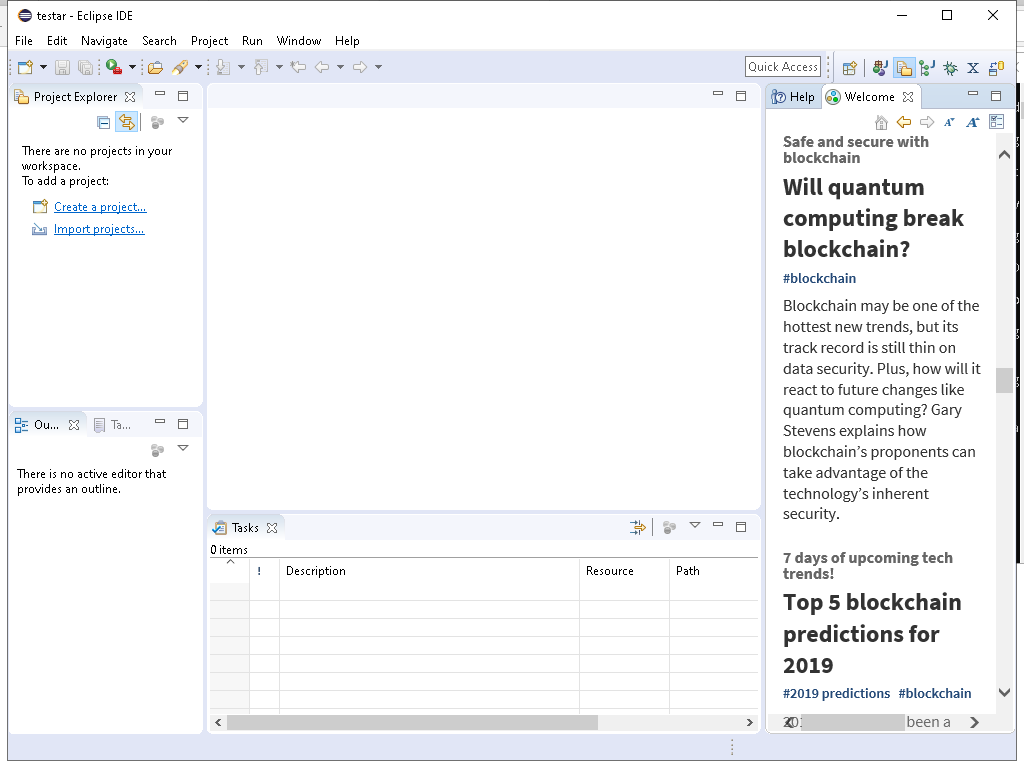 testar - Eclipse IDE
File Edit Navigate Search Project Run Window Help
Quick Access
Project Explorer
There are no projects in your
workspace.
To add a project:
Create a project...
Import projects...
Ou...
Ta...
There is no active editor that
provides an outline.
Tasks
0 items
! Description Resource Path
Help Welcome
Safe and secure with
blockchain
Will quantum
computing break
blockchain?
#blockchain
Blockchain may be one of the
hottest new trends, but its
track record is still thin on
data security. Plus, how will it
react to future changes like
quantum computing? Gary
Stevens explains how
blockchain’s proponents can
take advantage of the
technology’s inherent
security.
7 days of upcoming tech
trends!
Top 5 blockchain
predictions for
2019
#2019 predictions #blockchain
been a